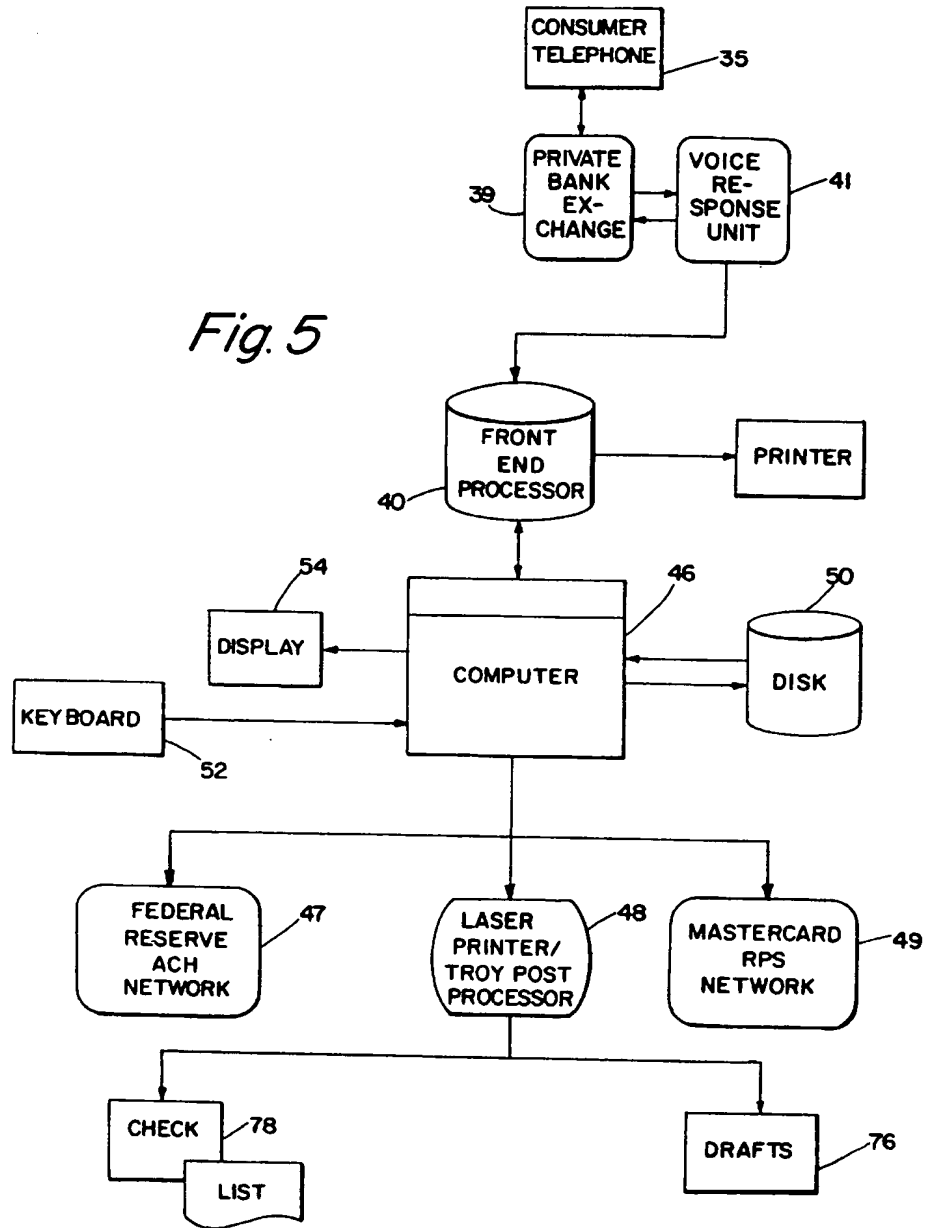 CONSUMER
TELEPHONE
35
PRIVATE
BANK
EX-
CHANGE
39
VOICE
RE-
SPONSE
UNIT
41
Fig. 5
FRONT
END
PROCESSOR
40
PRINTER
54
DISPLAY
46
COMPUTER
50
DISK
KEYBOARD
52
FEDERAL
RESERVE
ACH
NETWORK
47
LASER
PRINTER/
TROY POST
PROCESSOR
48
MASTERCARD
RPS
NETWORK
49
CHECK
78
LIST
DRAFTS
76